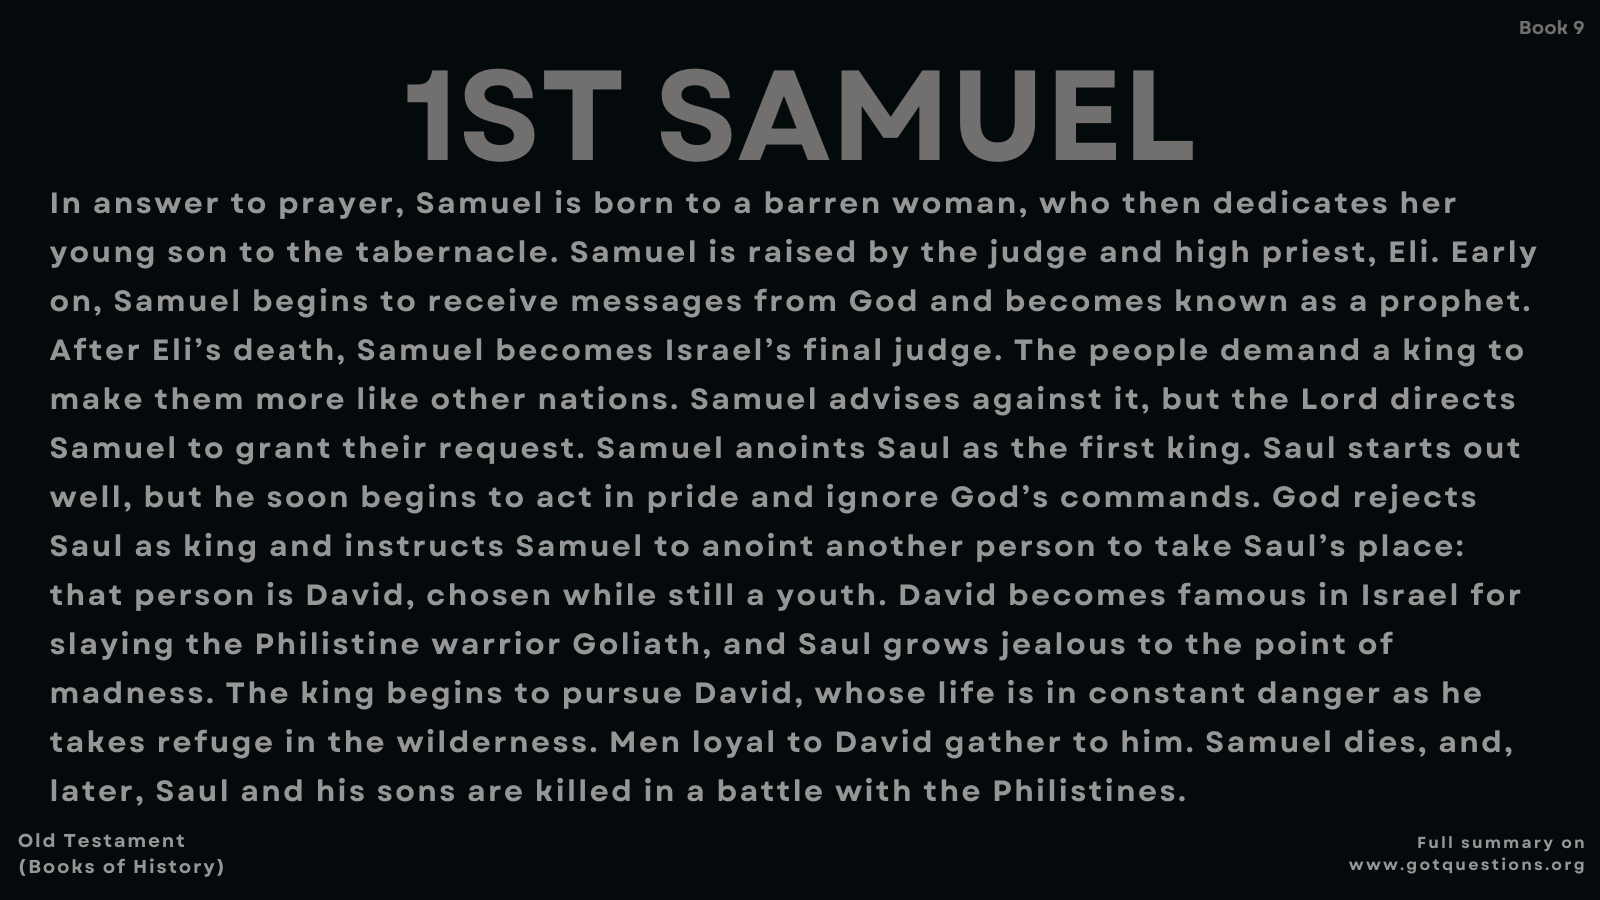 Book 9
1ST SAMUEL
In answer to prayer, Samuel is born to a barren woman, who then dedicates her
young son to the tabernacle. Samuel is raised by the judge and high priest, Eli. Early
on, Samuel begins to receive messages from God and becomes known as a prophet.
After Eli’s death, Samuel becomes Israel’s final judge. The people demand a king to
make them more like other nations. Samuel advises against it, but the Lord directs
Samuel to grant their request. Samuel anoints Saul as the first king. Saul starts out
well, but he soon begins to act in pride and ignore God’s commands. God rejects
Saul as king and instructs Samuel to anoint another person to take Saul’s place:
that person is David, chosen while still a youth. David becomes famous in Israel for
slaying the Philistine warrior Goliath, and Saul grows jealous to the point of
madness. The king begins to pursue David, whose life is in constant danger as he
takes refuge in the wilderness. Men loyal to David gather to him. Samuel dies, and,
later, Saul and his sons are killed in a battle with the Philistines.
Old Testament
(Books of History)
Full summary on
www.gotquestions.org